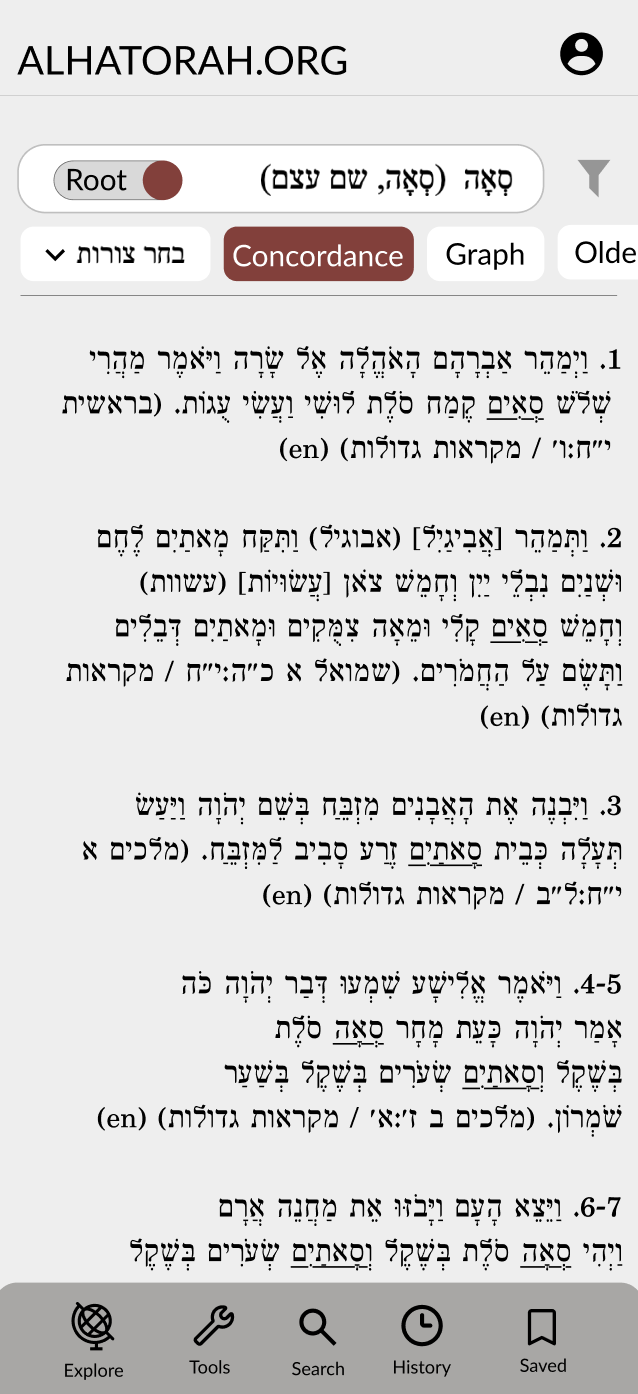 ALHATORAH.ORG
Root
סְאָה (סְאָה, שם עצם)
בחר צורות
Concordance
Graph
Olde
1. וַיְמַהֵר אַבְרָהָם הָאֹהֱלָה אֶל שָׂרָה וַיֹּאמֶר מַהֲרִי
שְׁלֹשׁ סְאִים קֶמַח סֹלֶת לוּשִׁי וַעֲשִׂי עֻגוֹת. (בראשית
י״ח:ו׳ / מקראות גדולות) (en)
2. וַתְּמַהֵר [אֲבִיגַיִל] (אבוגיל) וַתִּקַּח מָאתַיִם לֶחֶם
וּשְׁנַיִם נִבְלֵי יַיִן וְחָמֵשׁ צֹאן [עֲשׂוּיוֹת] (עשוות)
וְחָמֵשׁ סְאִים קָלִי וּמֵאָה צִמֻּקִים וּמָאתַיִם דְּבֵלִים
וַתָּשֶׂם עַל הַחֲמֹרִים. (שמואל א כ״ה:י״ח / מקראות
גדולות) (en)
3. וַיִּבְנֶה אֶת הָאֲבָנִים מִזְבֵּחַ בְּשֵׁם יְהֹוָה וַיַּעַשׂ
תְּעָלָה כְּבֵית סָאתַיִם זֶרַע סָבִיב לַמִּזְבֵּחַ. (מלכים א
י״ח:ל״ב / מקראות גדולות) (en)
4-5. וַיֹּאמֶר אֱלִישָׁע שִׁמְעוּ דְּבַר יְהֹוָה כֹּה
אָמַר יְהֹוָה כָּעֵת מָחָר סְאָה סֹלֶת
בְּשֶׁקֶל וְסָאתַיִם שְׂעֹרִים בְּשֶׁקֶל בְּשַׁעַר
שֹׁמְרוֹן. (מלכים ב ז׳:א׳ / מקראות גדולות) (en)
6-7. וַיֵּצֵא הָעָם וַיָּבֹזּוּ אֵת מַחֲנֵה אֲרָם
וַיְהִי סְאָה סֹלֶת בְּשֶׁקֶל וְסָאתַיִם שְׂעֹרִים בְּשֶׁקֶל
Explore
Tools
Search
History
Saved